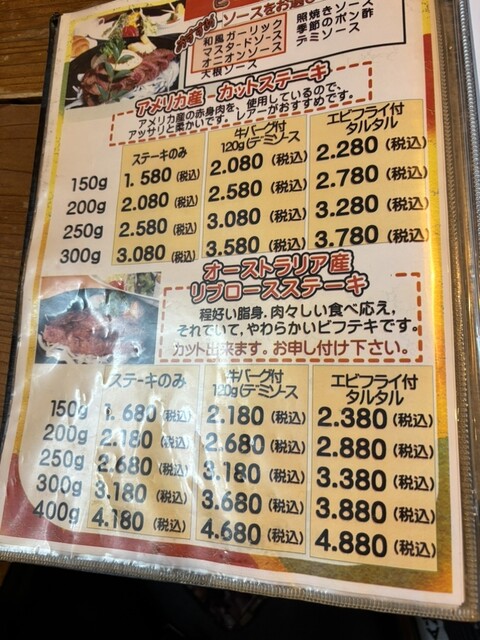 おすすめ ソースをお選び
和風ガーリック
マスタードソース
オニオンソース
大根ソース
照焼きソース
季節のポン酢
デミソース
アメリカ産 カットステーキ
アメリカ産の赤身肉を、使用しているので、
アッサリと柔かいです。レアーがおすすめです。
ステーキのみ 牛バーグ付 エビフライ付
120g(デミソース タルタル
150g 1.580(税込) 2.080(税込) 2.280(税込)
200g 2.080(税込) 2.580(税込) 2.780(税込)
250g 2.580(税込) 3.080(税込) 3.280(税込)
300g 3.080(税込) 3.580(税込) 3.780(税込)
オーストラリア産
リブロースステーキ
程好い脂身、肉々しい食べ応え,
それでいて,やわらかいビフテキです。
カット出来ます。お申し付け下さい。
ステーキのみ 牛バーグ付 エビフライ付
120g(デミソース タルタル
150g 1.680(税込) 2.180(税込) 2.380(税込)
200g 2.180(税込) 2.680(税込) 2.880(税込)
250g 2.680(税込) 3.180(税込) 3.380(税込)
300g 3.180(税込) 3.680(税込) 3.880(税込)
400g 4.180(税込) 4.680(税込) 4.880(税込)